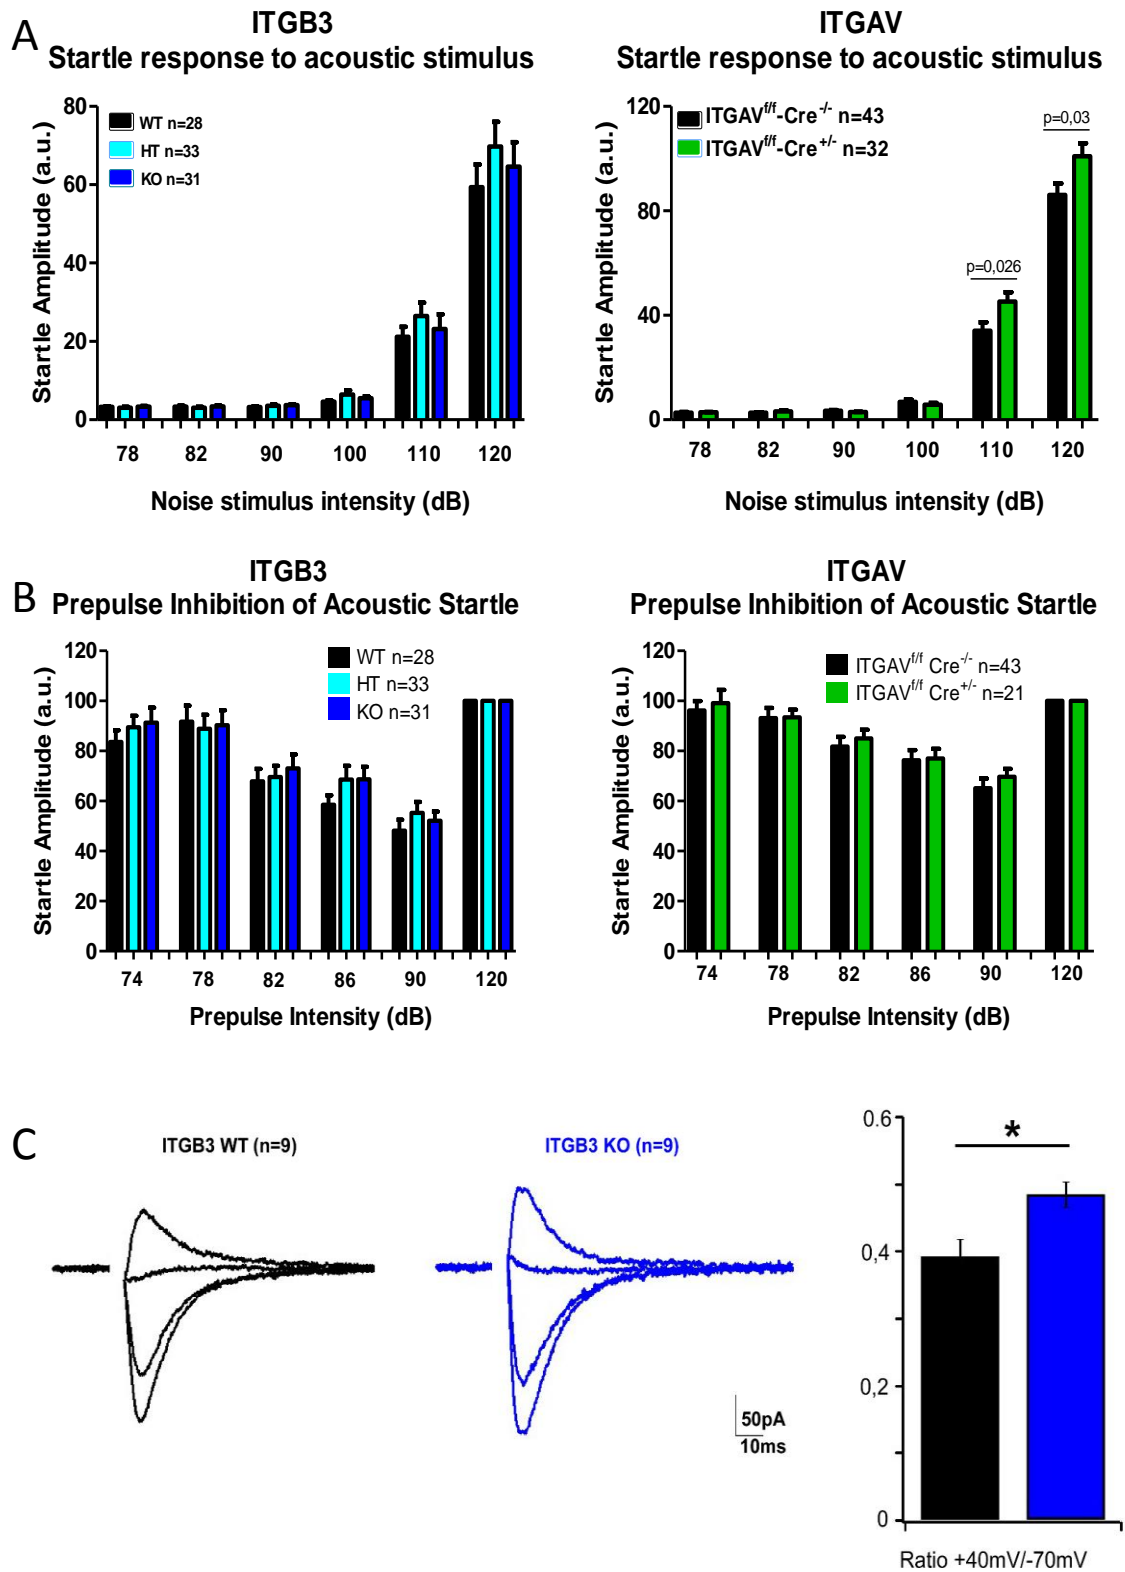 A
ITGB3
Startle response to acoustic stimulus
Startle Amplitude (a.u.)
80
60
40
20
0
WT n=28
HT n=33
KO n=31
78 82 90 100 110 120
Noise stimulus intensity (dB)
ITGAV
Startle response to acoustic stimulus
Startle Amplitude (a.u.)
120
80
40
0
ITGAVf/f-Cre-/- n=43
ITGAVf/f-Cre+/- n=32
p=0,026
p=0,03
78 82 90 100 110 120
Noise stimulus intensity (dB)
B
ITGB3
Prepulse Inhibition of Acoustic Startle
Startle Amplitude (a.u.)
120
100
80
60
40
20
0
WT n=28
HT n=33
KO n=31
74 78 82 86 90 120
Prepulse Intensity (dB)
ITGAV
Prepulse Inhibition of Acoustic Startle
Startle Amplitude (a.u.)
120
100
80
60
40
20
0
ITGAVf/f Cre-/- n=43
ITGAVf/f Cre+/- n=21
74 78 82 86 90 120
Prepulse Intensity (dB)
C
ITGB3 WT (n=9)
ITGB3 KO (n=9)
50pA
10ms
0.6
0,4
0,2
0
*
Ratio +40mV/-70mV